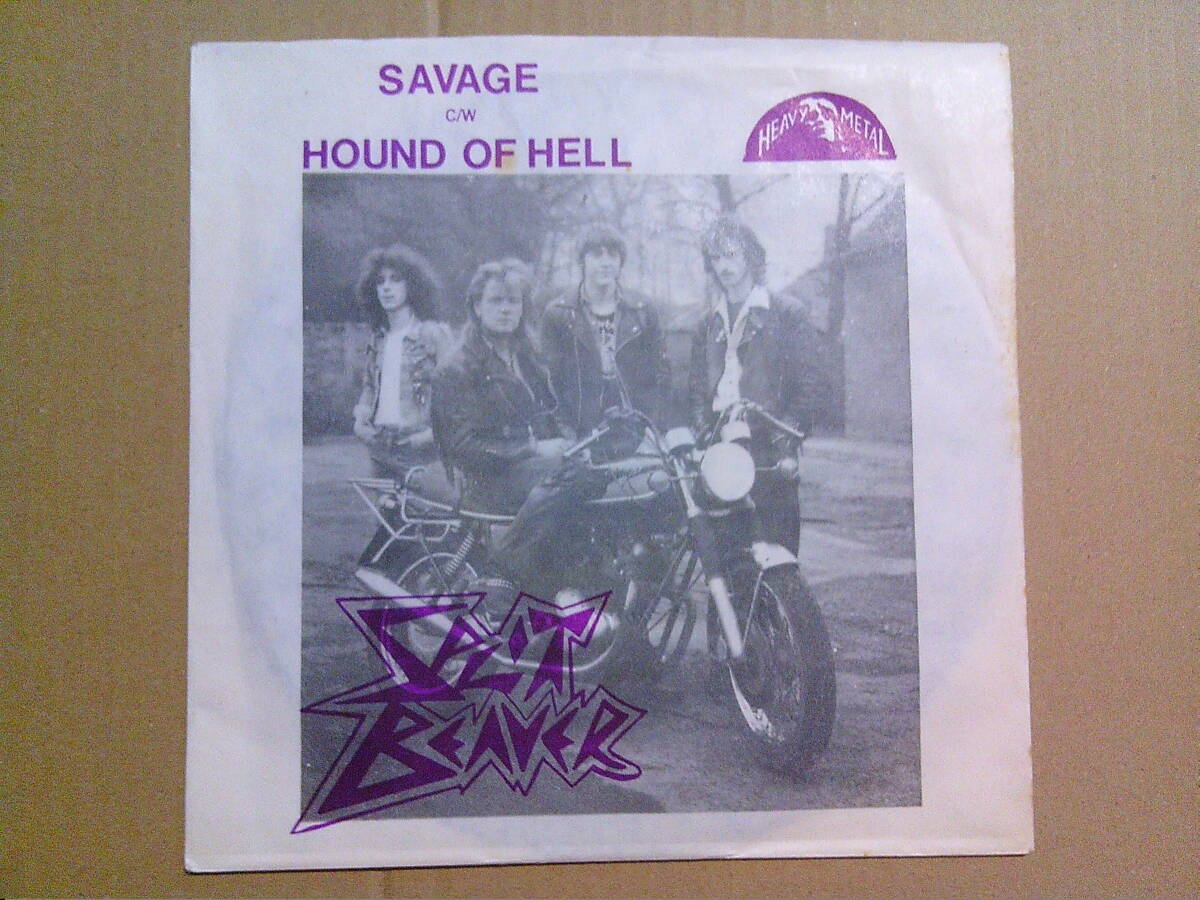 SAVAGE
C/W
HOUND OF HELL
HEAVY METAL
SPLIT
BEAVER